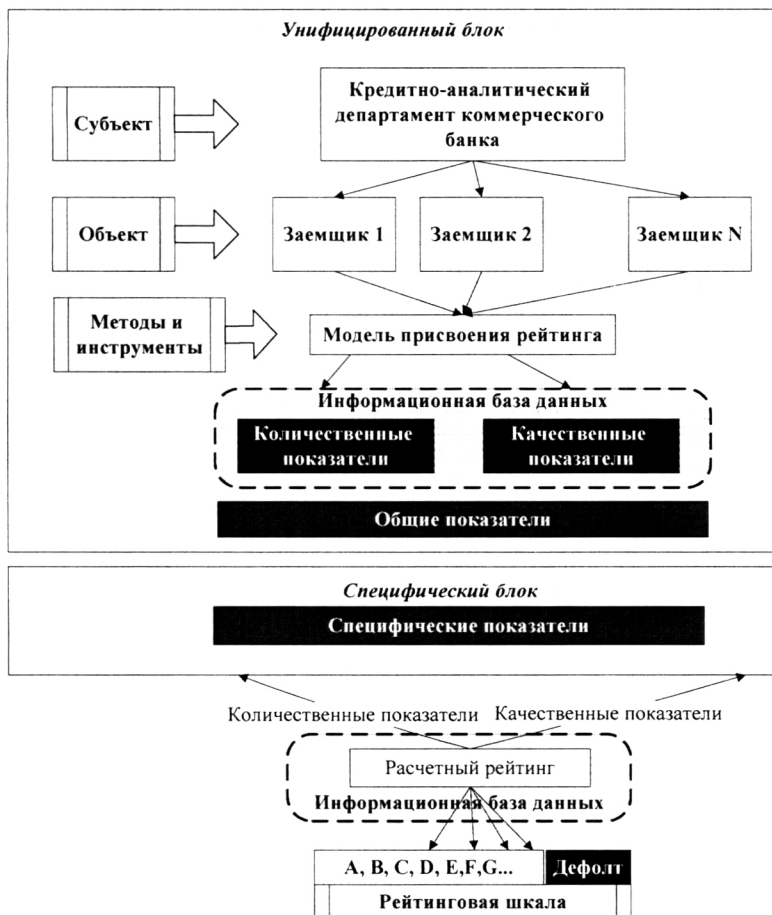 Унифицированный блок
Субъект
Кредитно-аналитический
департамент коммерческого
банка
Объект
Заемщик 1
Заемщик 2
Заемщик N
Методы и
инструменты
Модель присвоения рейтинга
Информационная база данных
Количественные
показатели
Качественные
показатели
Общие показатели
Специфический блок
Специфические показатели
Количественные показатели
Качественные показатели
Расчетный рейтинг
Информационная база данных
A, B, C, D, E,F,G...
Дефолт
Рейтинговая шкала